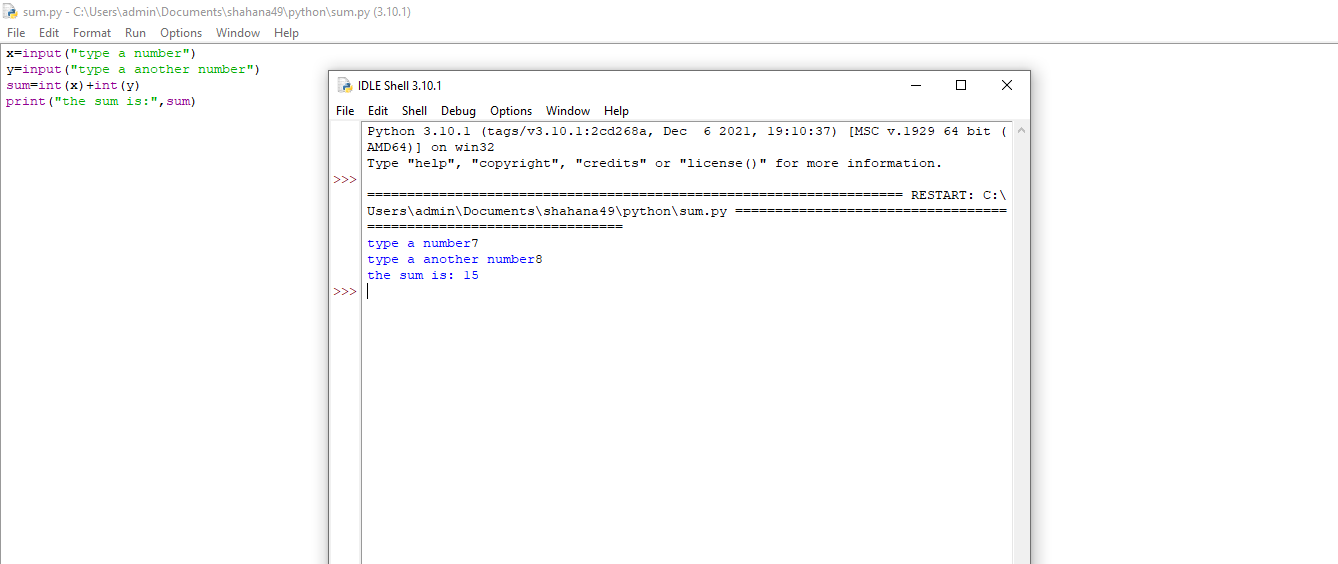 sum.py - C:\Users\admin\Documents\shahana49\python\sum.py (3.10.1)
File Edit Format Run Options Window Help
x=input("type a number")
y=input("type a another number")
sum=int(x)+int(y)
print("the sum is:",sum)
IDLE Shell 3.10.1
File Edit Shell Debug Options Window Help
Python 3.10.1 (tags/v3.10.1:2cd268a, Dec  6 2021, 19:10:37) [MSC v.1929 64 bit (
AMD64)] on win32
Type "help", "copyright", "credits" or "license()" for more information.
>>>
=================================================================== RESTART: C:\
Users\admin\Documents\shahana49\python\sum.py ==================================
================================
type a number7
type a another number8
the sum is: 15
>>>